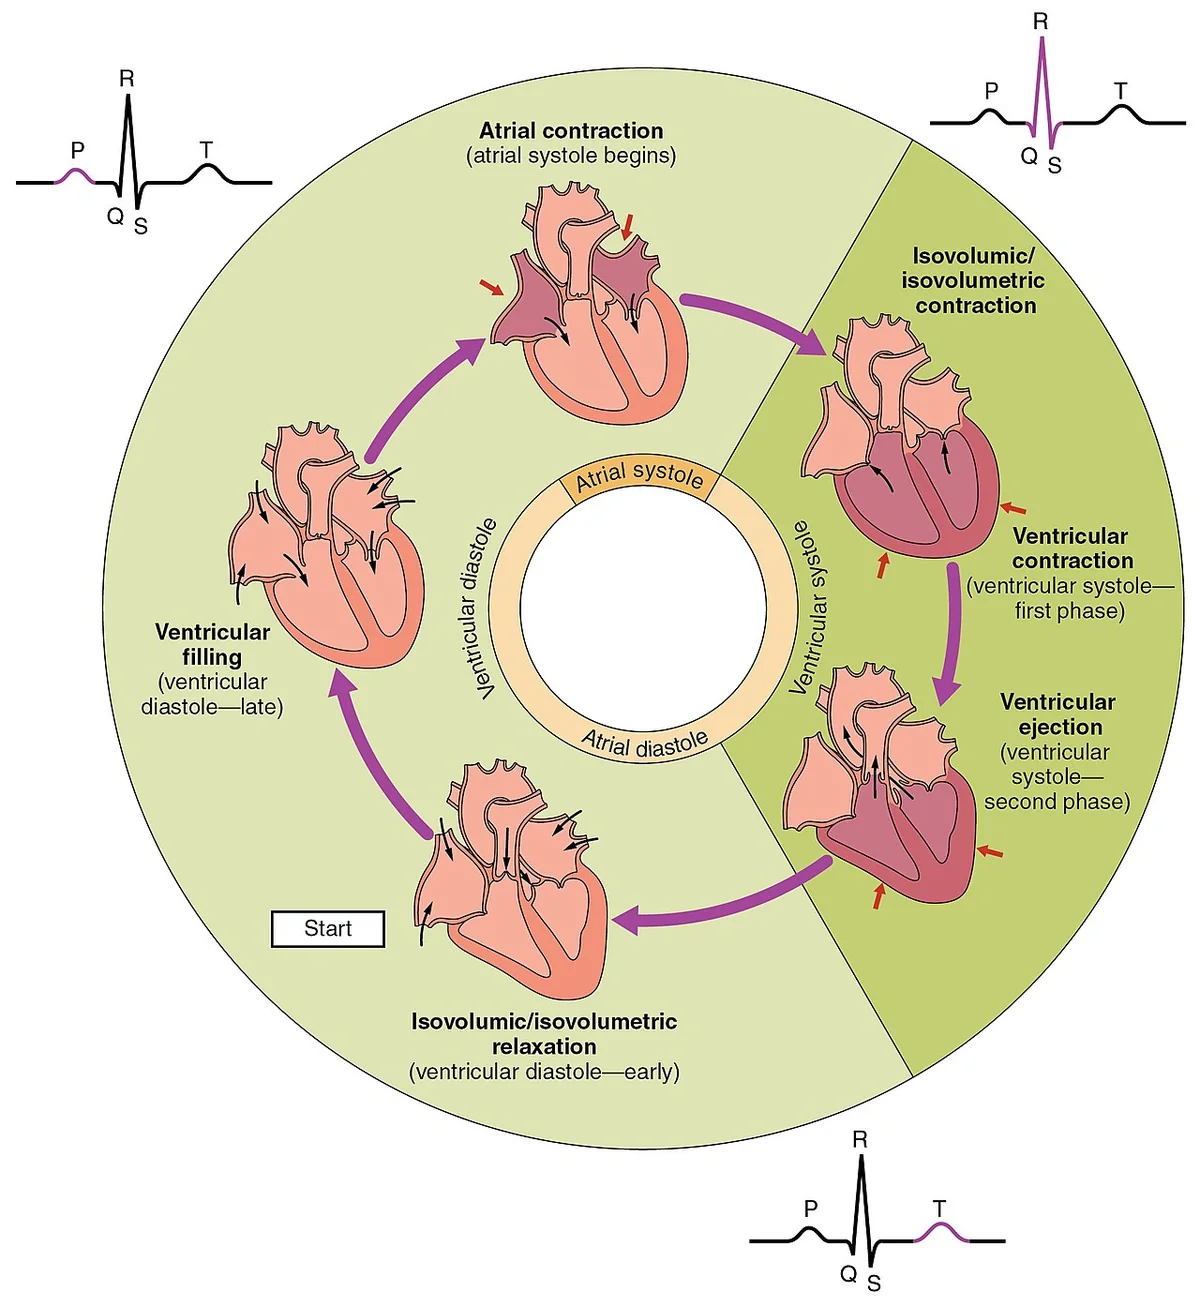 R
P
T
Q
S
R
P
T
Q
S
Atrial contraction
(atrial systole begins)
Isovolumic/
isovolumetric
contraction
Atrial systole
Ventricular diastole
Ventricular systole
Atrial diastole
Ventricular
contraction
(ventricular systole—
first phase)
Ventricular
filling
(ventricular
diastole—late)
Ventricular
ejection
(ventricular
systole—
second phase)
Start
Isovolumic/isovolumetric
relaxation
(ventricular diastole—early)
R
P
T
Q
S